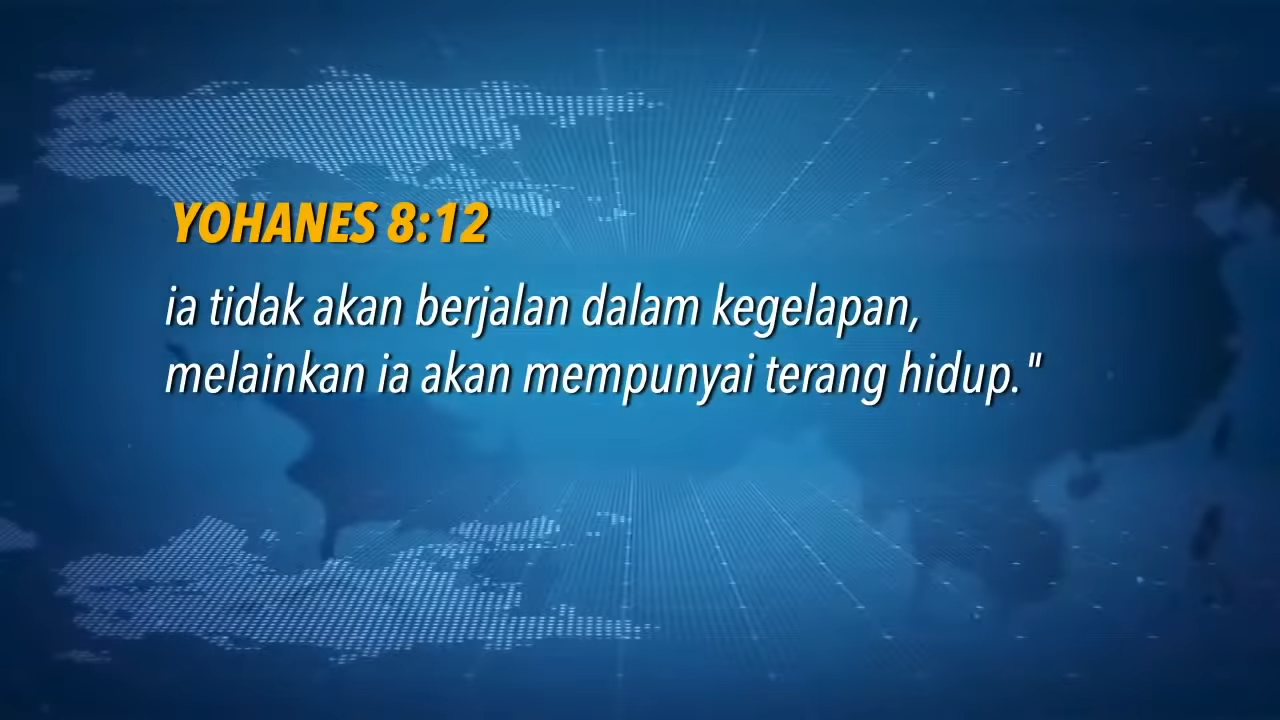 YOHANES 8:12
ia tidak akan berjalan dalam kegelapan,
melainkan ia akan mempunyai terang hidup."